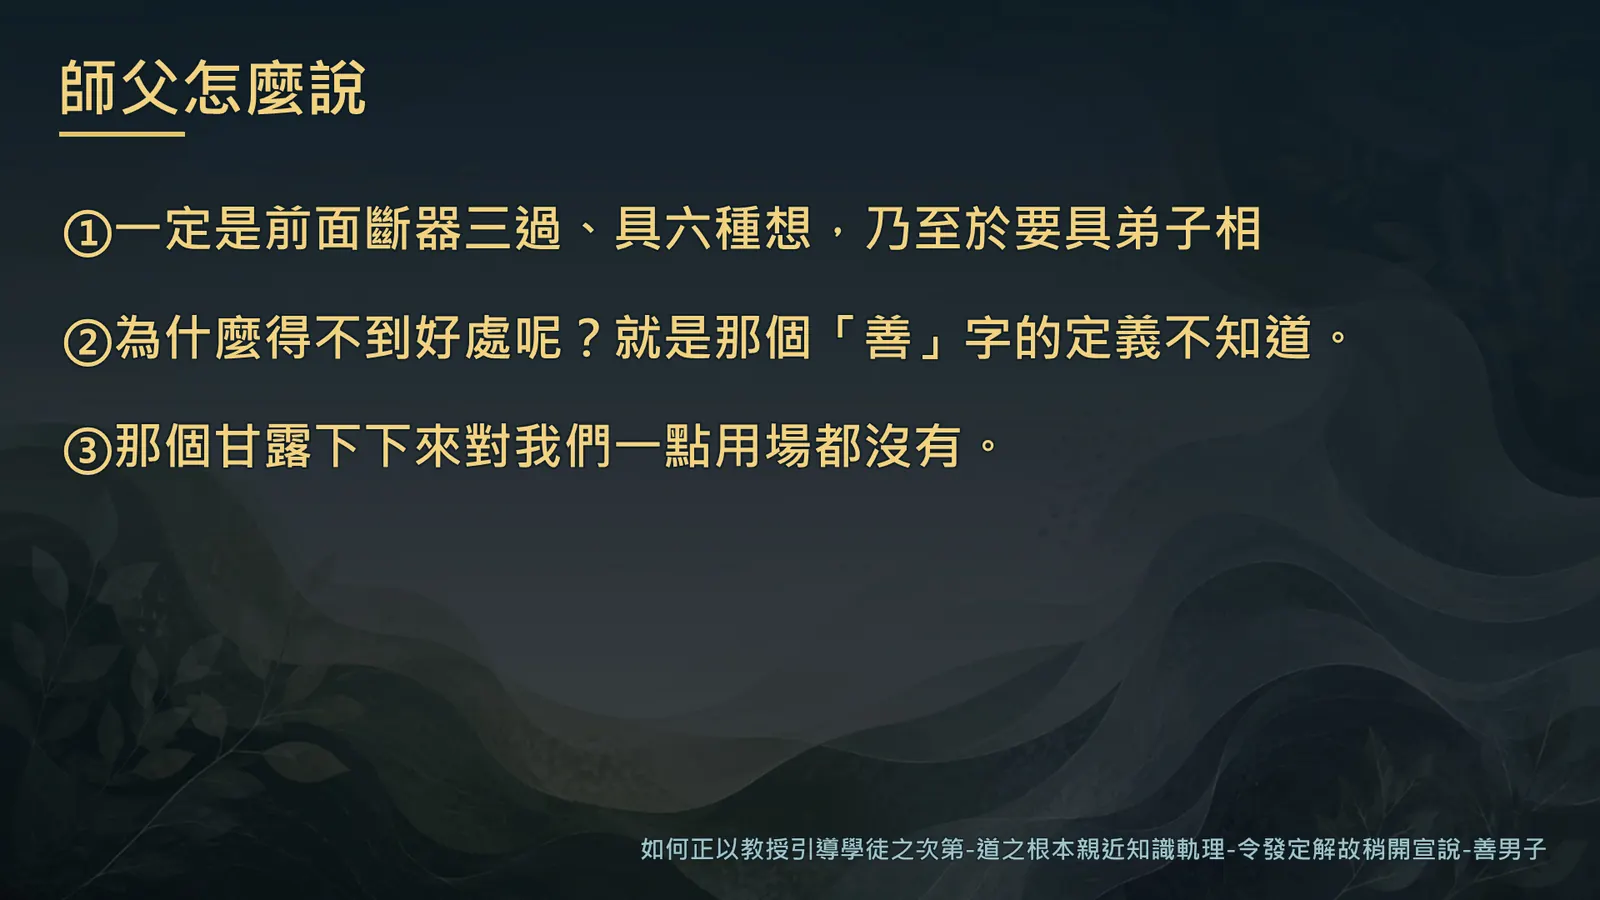 師父怎麼說
①一定是前面斷器三過、具六種想，乃至於要具弟子相
②為什麼得不到好處呢？就是那個「善」字的定義不知道。
③那個甘露下下來對我們一點用場都沒有。
如何正以教授引導學徒之次第-道之根本親近知識軌理-令發定解故稍開宣說-善男子